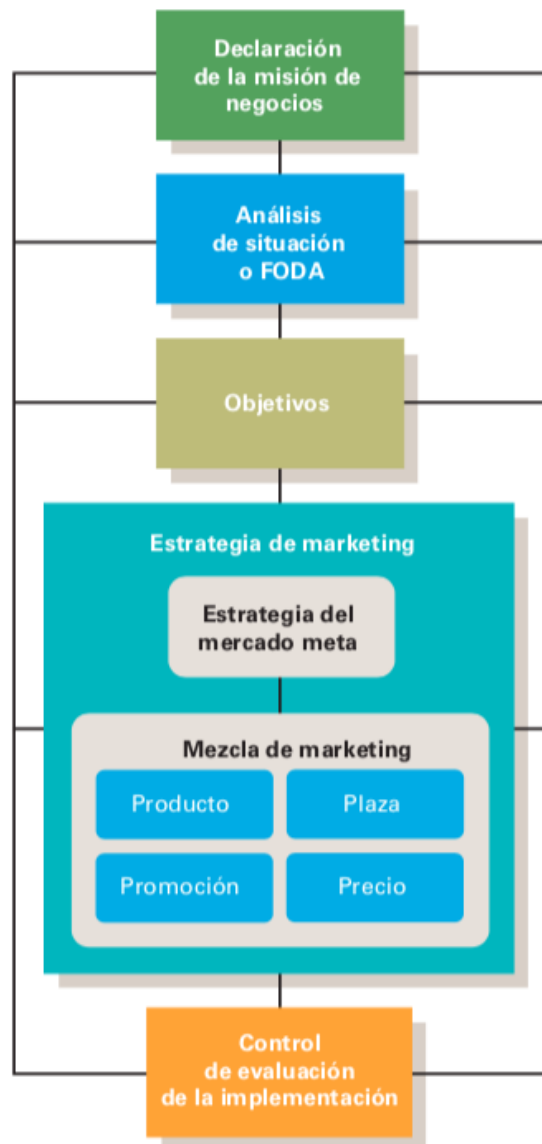 Declaración
de la misión de
negocios
Análisis
de situación
o FODA
Objetivos
Estrategia de marketing
Estrategia del
mercado meta
Mezcla de marketing
Producto
Plaza
Promoción
Precio
Control
de evaluación
de la implementación